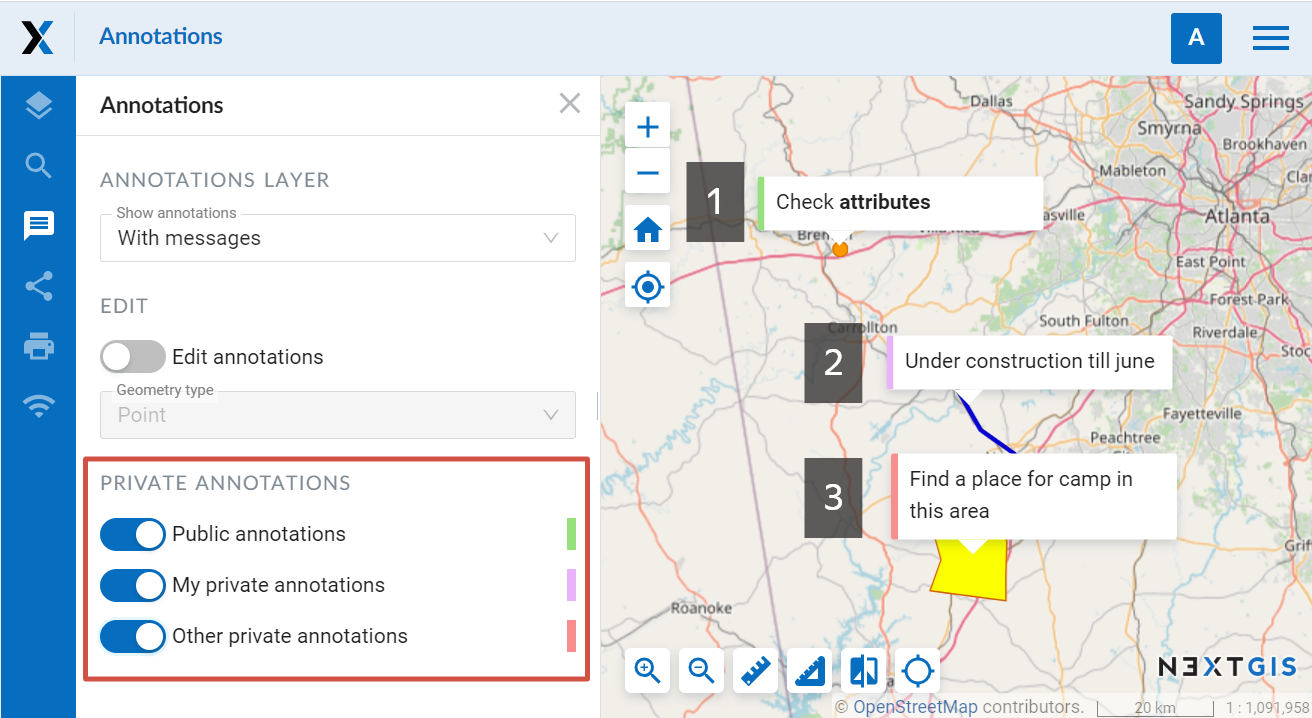 Annotations
A
Annotations
ANNOTATIONS LAYER
Show annotations
With messages
EDIT
Edit annotations
Geometry type
Point
PRIVATE ANNOTATIONS
Public annotations
My private annotations
Other private annotations
Dallas
Sandy Springs
Smyrna
Brookhaven
Mableton
1
Check attributes
Atlanta
East Point
Forest Park
South Fulton
Riverdale
Carrollton
2
Under construction till june
Fayetteville
Peachtree
3
Find a place for camp in
this area
Roanoke
NEXTGIS
© OpenStreetMap contributors.
20 km
1 : 1,091,958